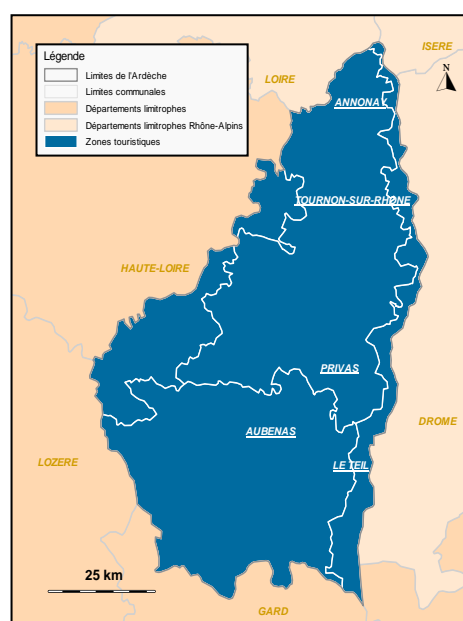 Légende
Limites de l'Ardèche
Limites communales
Départements limitrophes
Départements limitrophes Rhône-Alpins
Zones touristiques
ISERE
N
LOIRE
ANNONAY
TOURNON-SUR-RHONE
HAUTE-LOIRE
PRIVAS
DROME
AUBENAS
LOZERE
LE TEIL
25 km
GARD